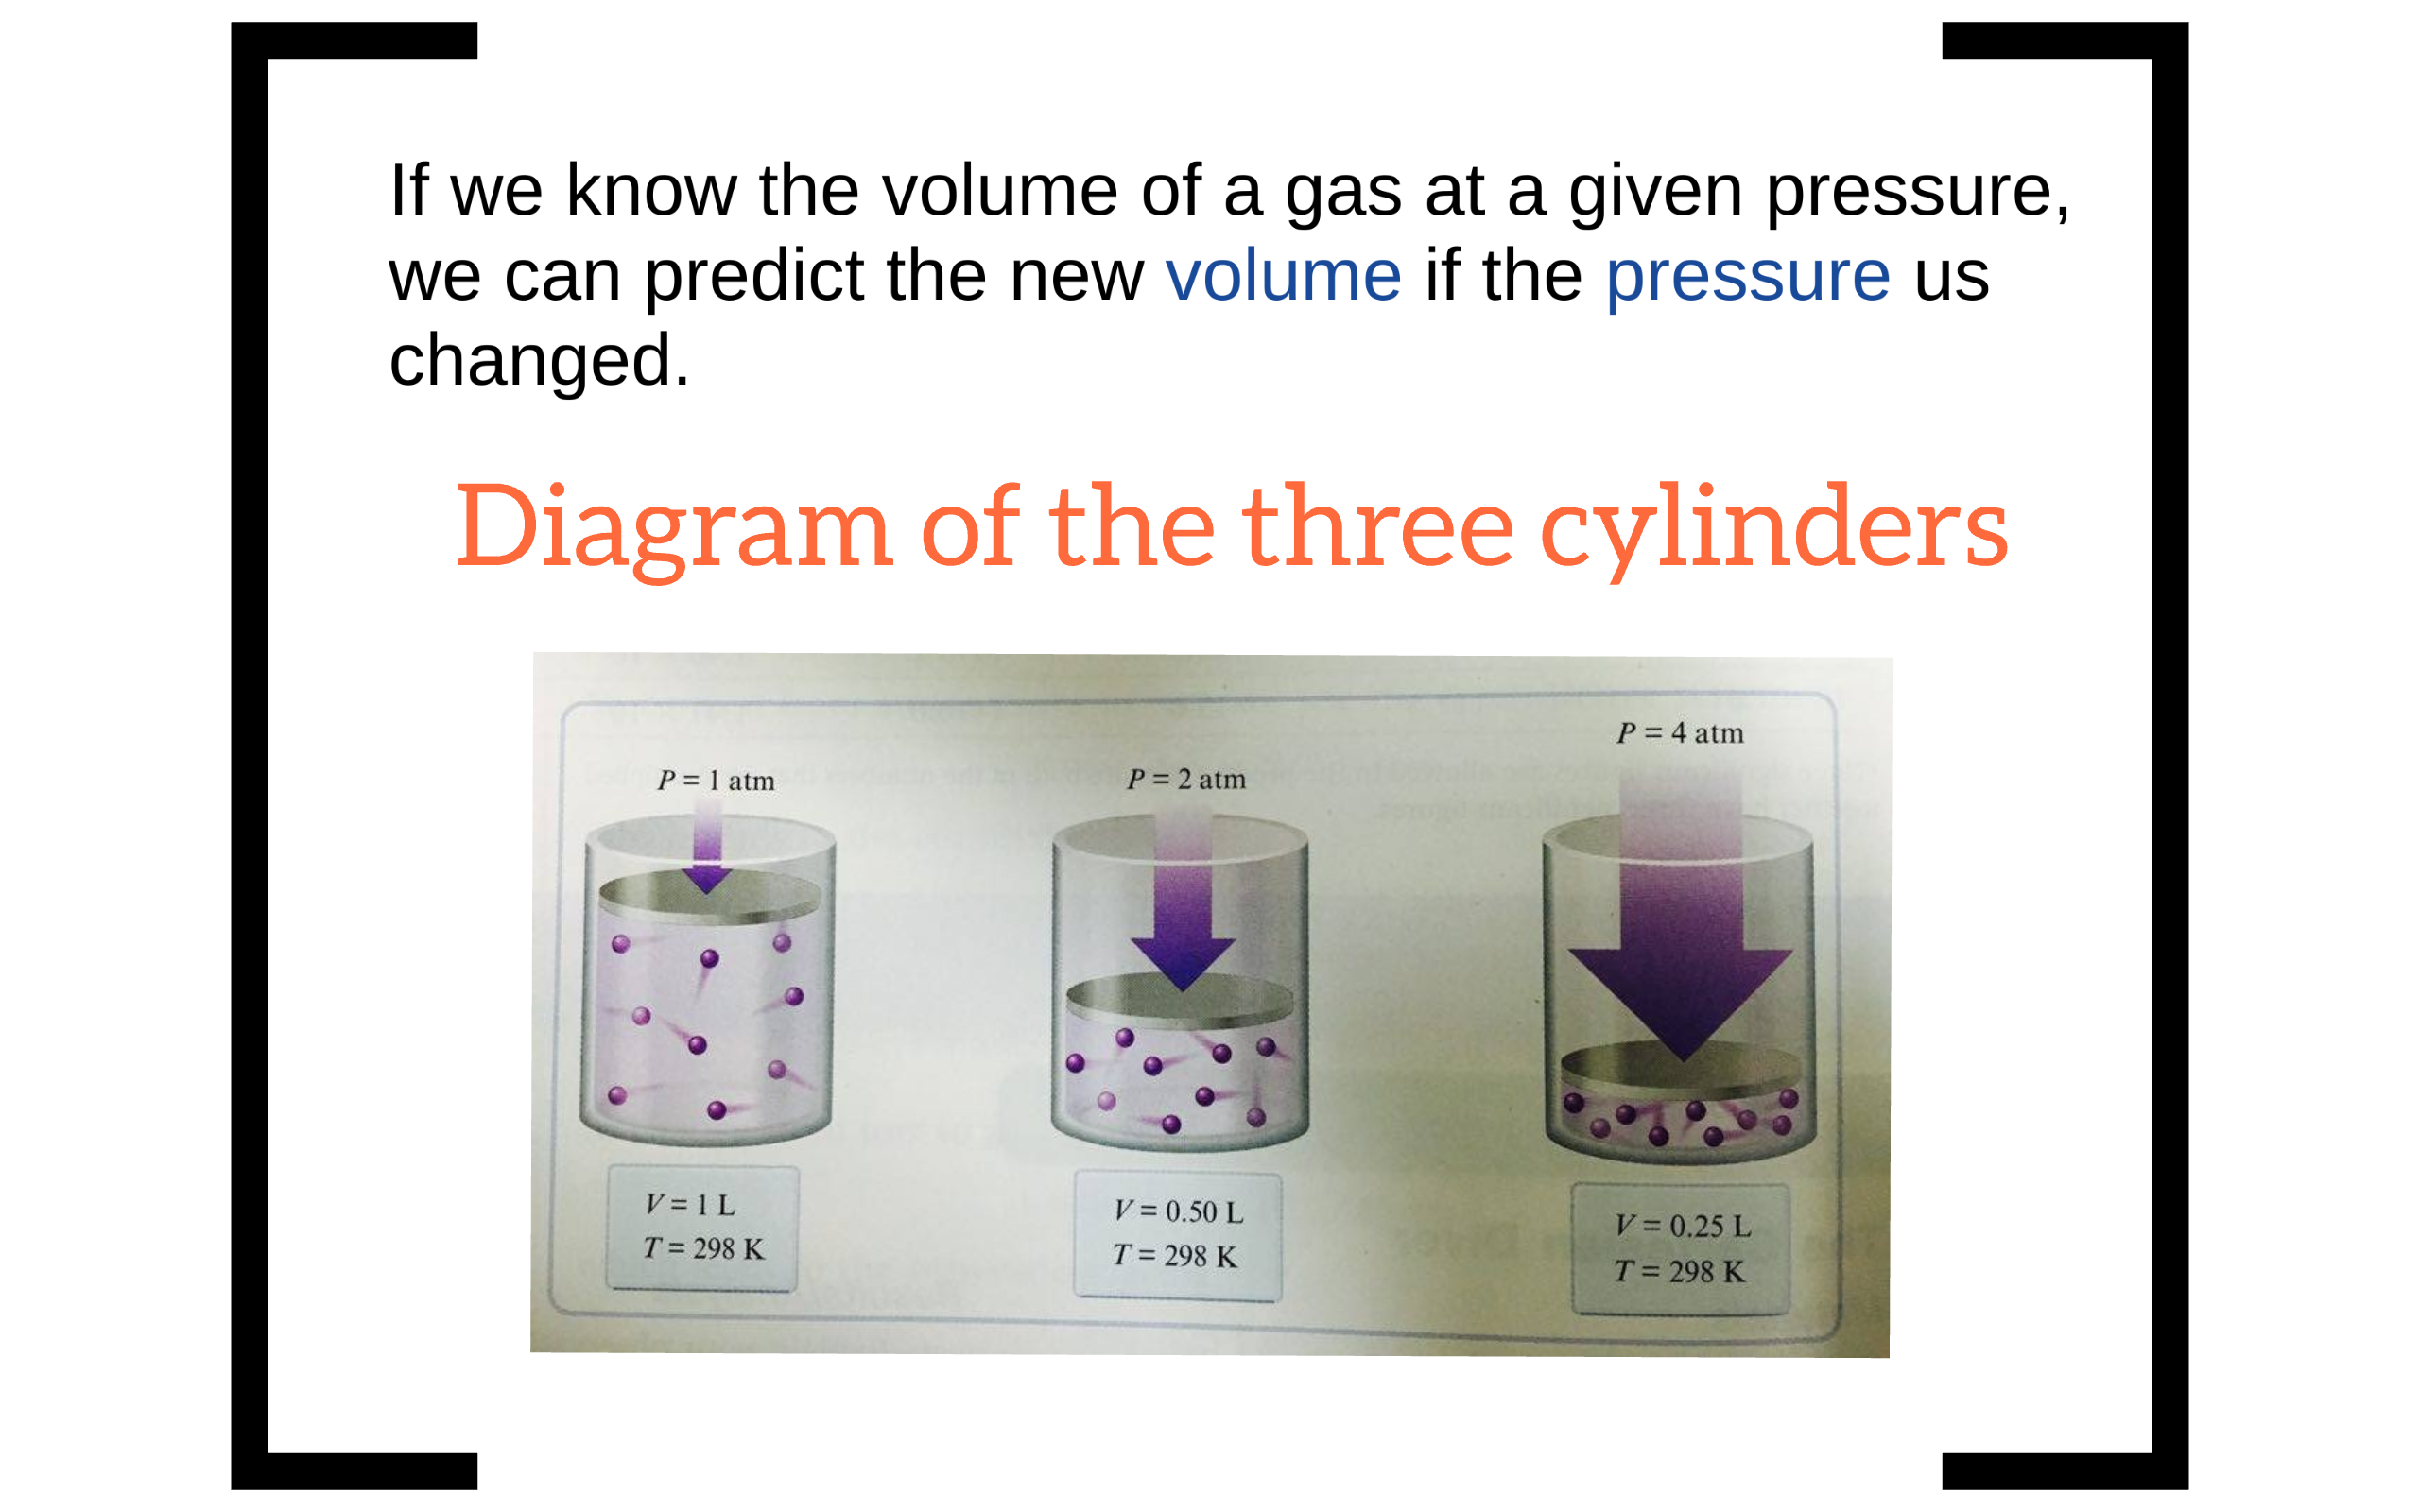 If we know the volume of a gas at a given pressure,
we can predict the new volume if the pressure us
changed.
Diagram of the three cylinders
P = 1 atm
P = 2 atm
P = 4 atm
V = 1 L
T = 298 K
V = 0.50 L
T = 298 K
V = 0.25 L
T = 298 K